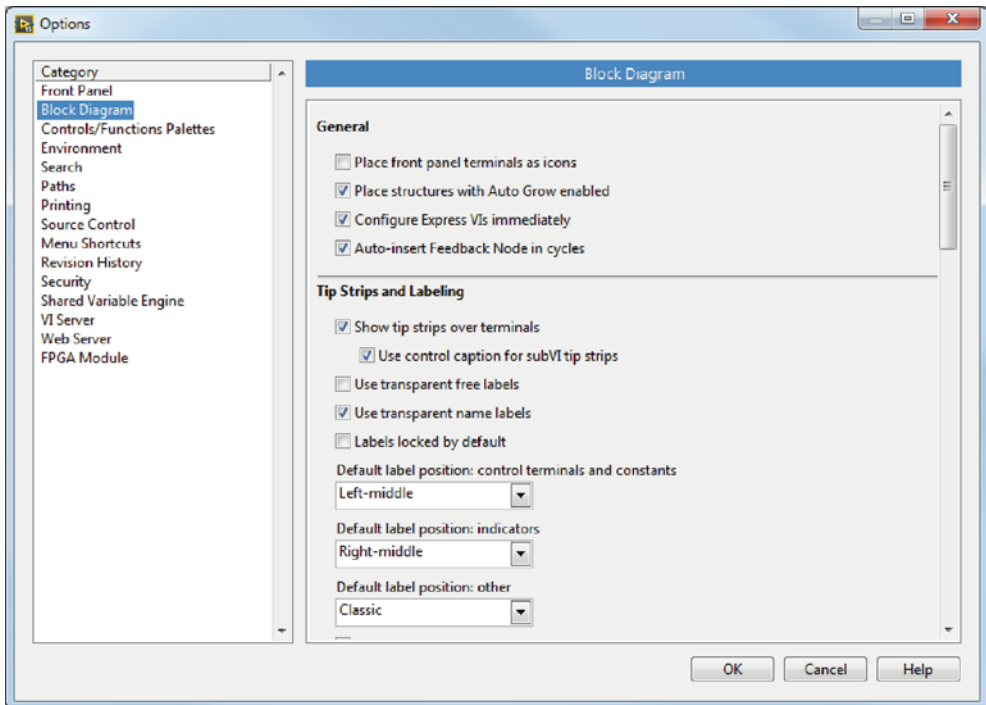 Options
Category
Front Panel
Block Diagram
Controls/Functions Palettes
Environment
Search
Paths
Printing
Source Control
Menu Shortcuts
Revision History
Security
Shared Variable Engine
VI Server
Web Server
FPGA Module
Block Diagram
General
Place front panel terminals as icons
Place structures with Auto Grow enabled
Configure Express VIs immediately
Auto-insert Feedback Node in cycles
Tip Strips and Labeling
Show tip strips over terminals
Use control caption for subVI tip strips
Use transparent free labels
Use transparent name labels
Labels locked by default
Default label position: control terminals and constants
Left-middle
Default label position: indicators
Right-middle
Default label position: other
Classic
OK Cancel Help